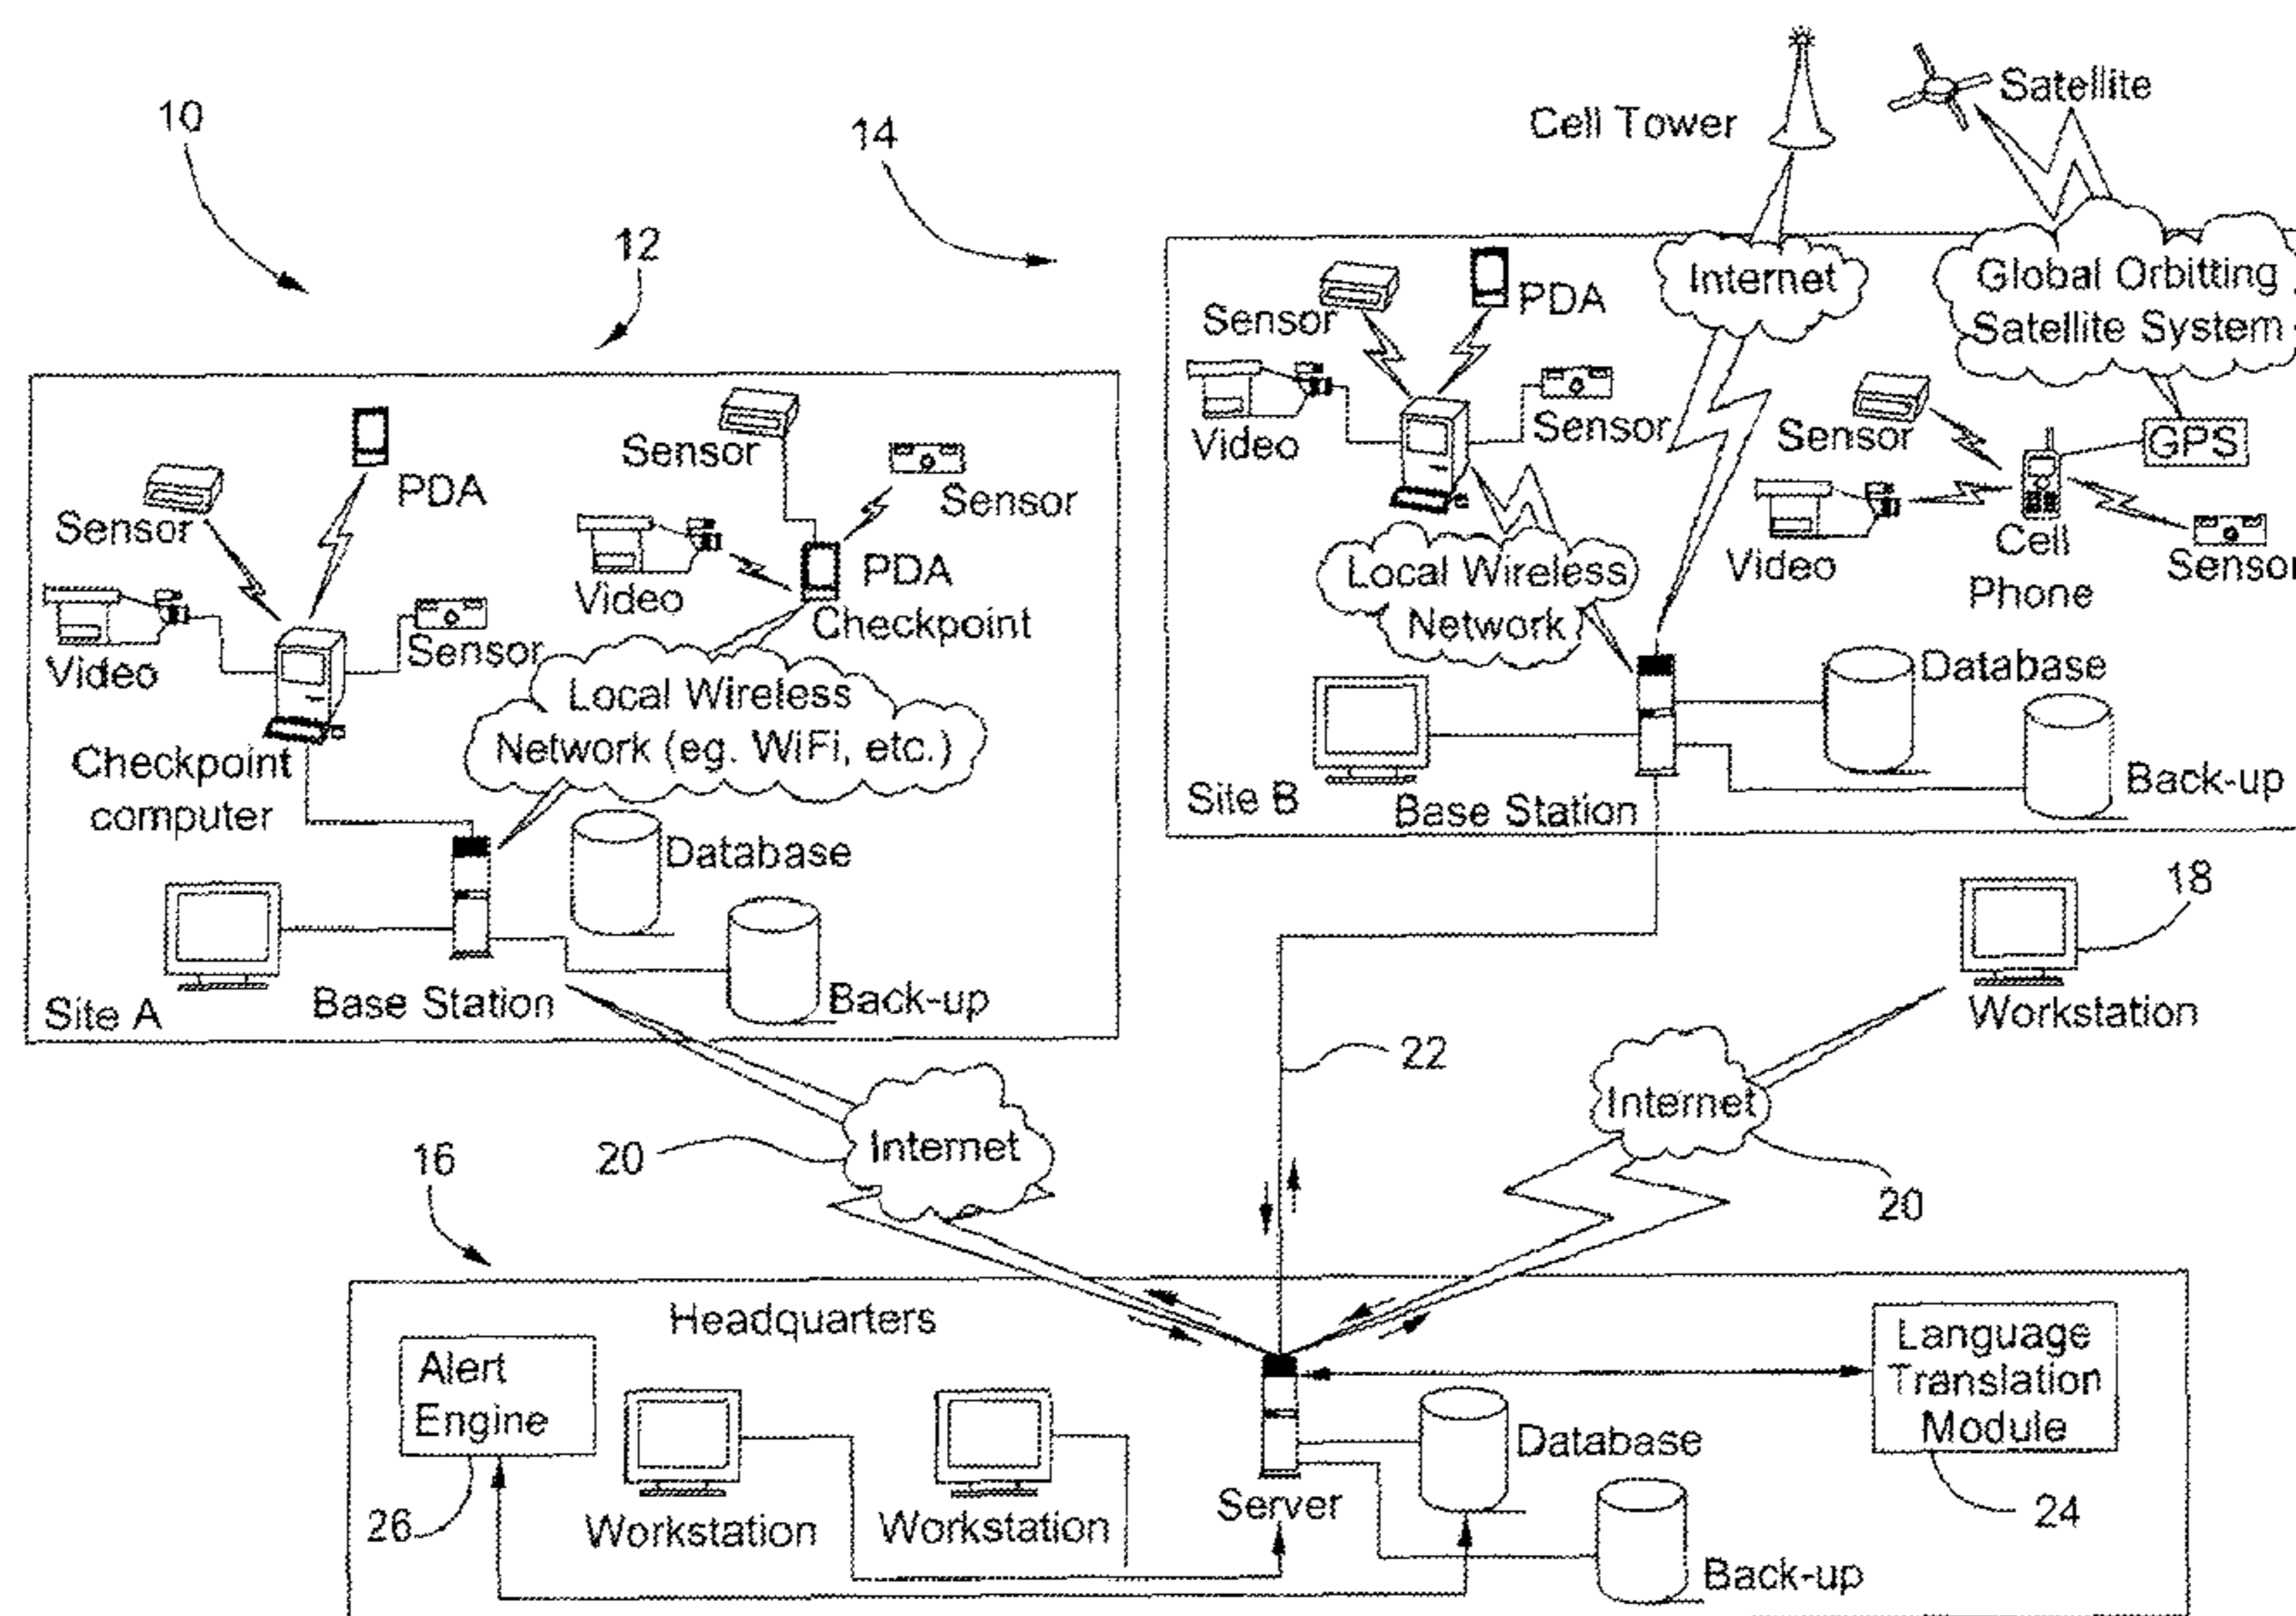 10
12
14
Cell Tower
Satellite
Sensor
PDA
Sensor
Sensor
Video
PDA
Checkpoint
Video
Sensor
Local Wireless
Network (eg. WiFi, etc.)
Checkpoint
computer
Database
Back-up
Base Station
Site A
Sensor
PDA
Internet
Global Orbitting
Satellite System
Video
Sensor
Sensor
GPS
Local Wireless
Network
Video
Cell
Phone
Sensor
Database
Back-up
Site B
Base Station
18
Workstation
22
Internet
20
Internet
20
16
Headquarters
Alert
Engine
26
Workstation
Workstation
Server
Database
Back-up
Language
Translation
Module
24